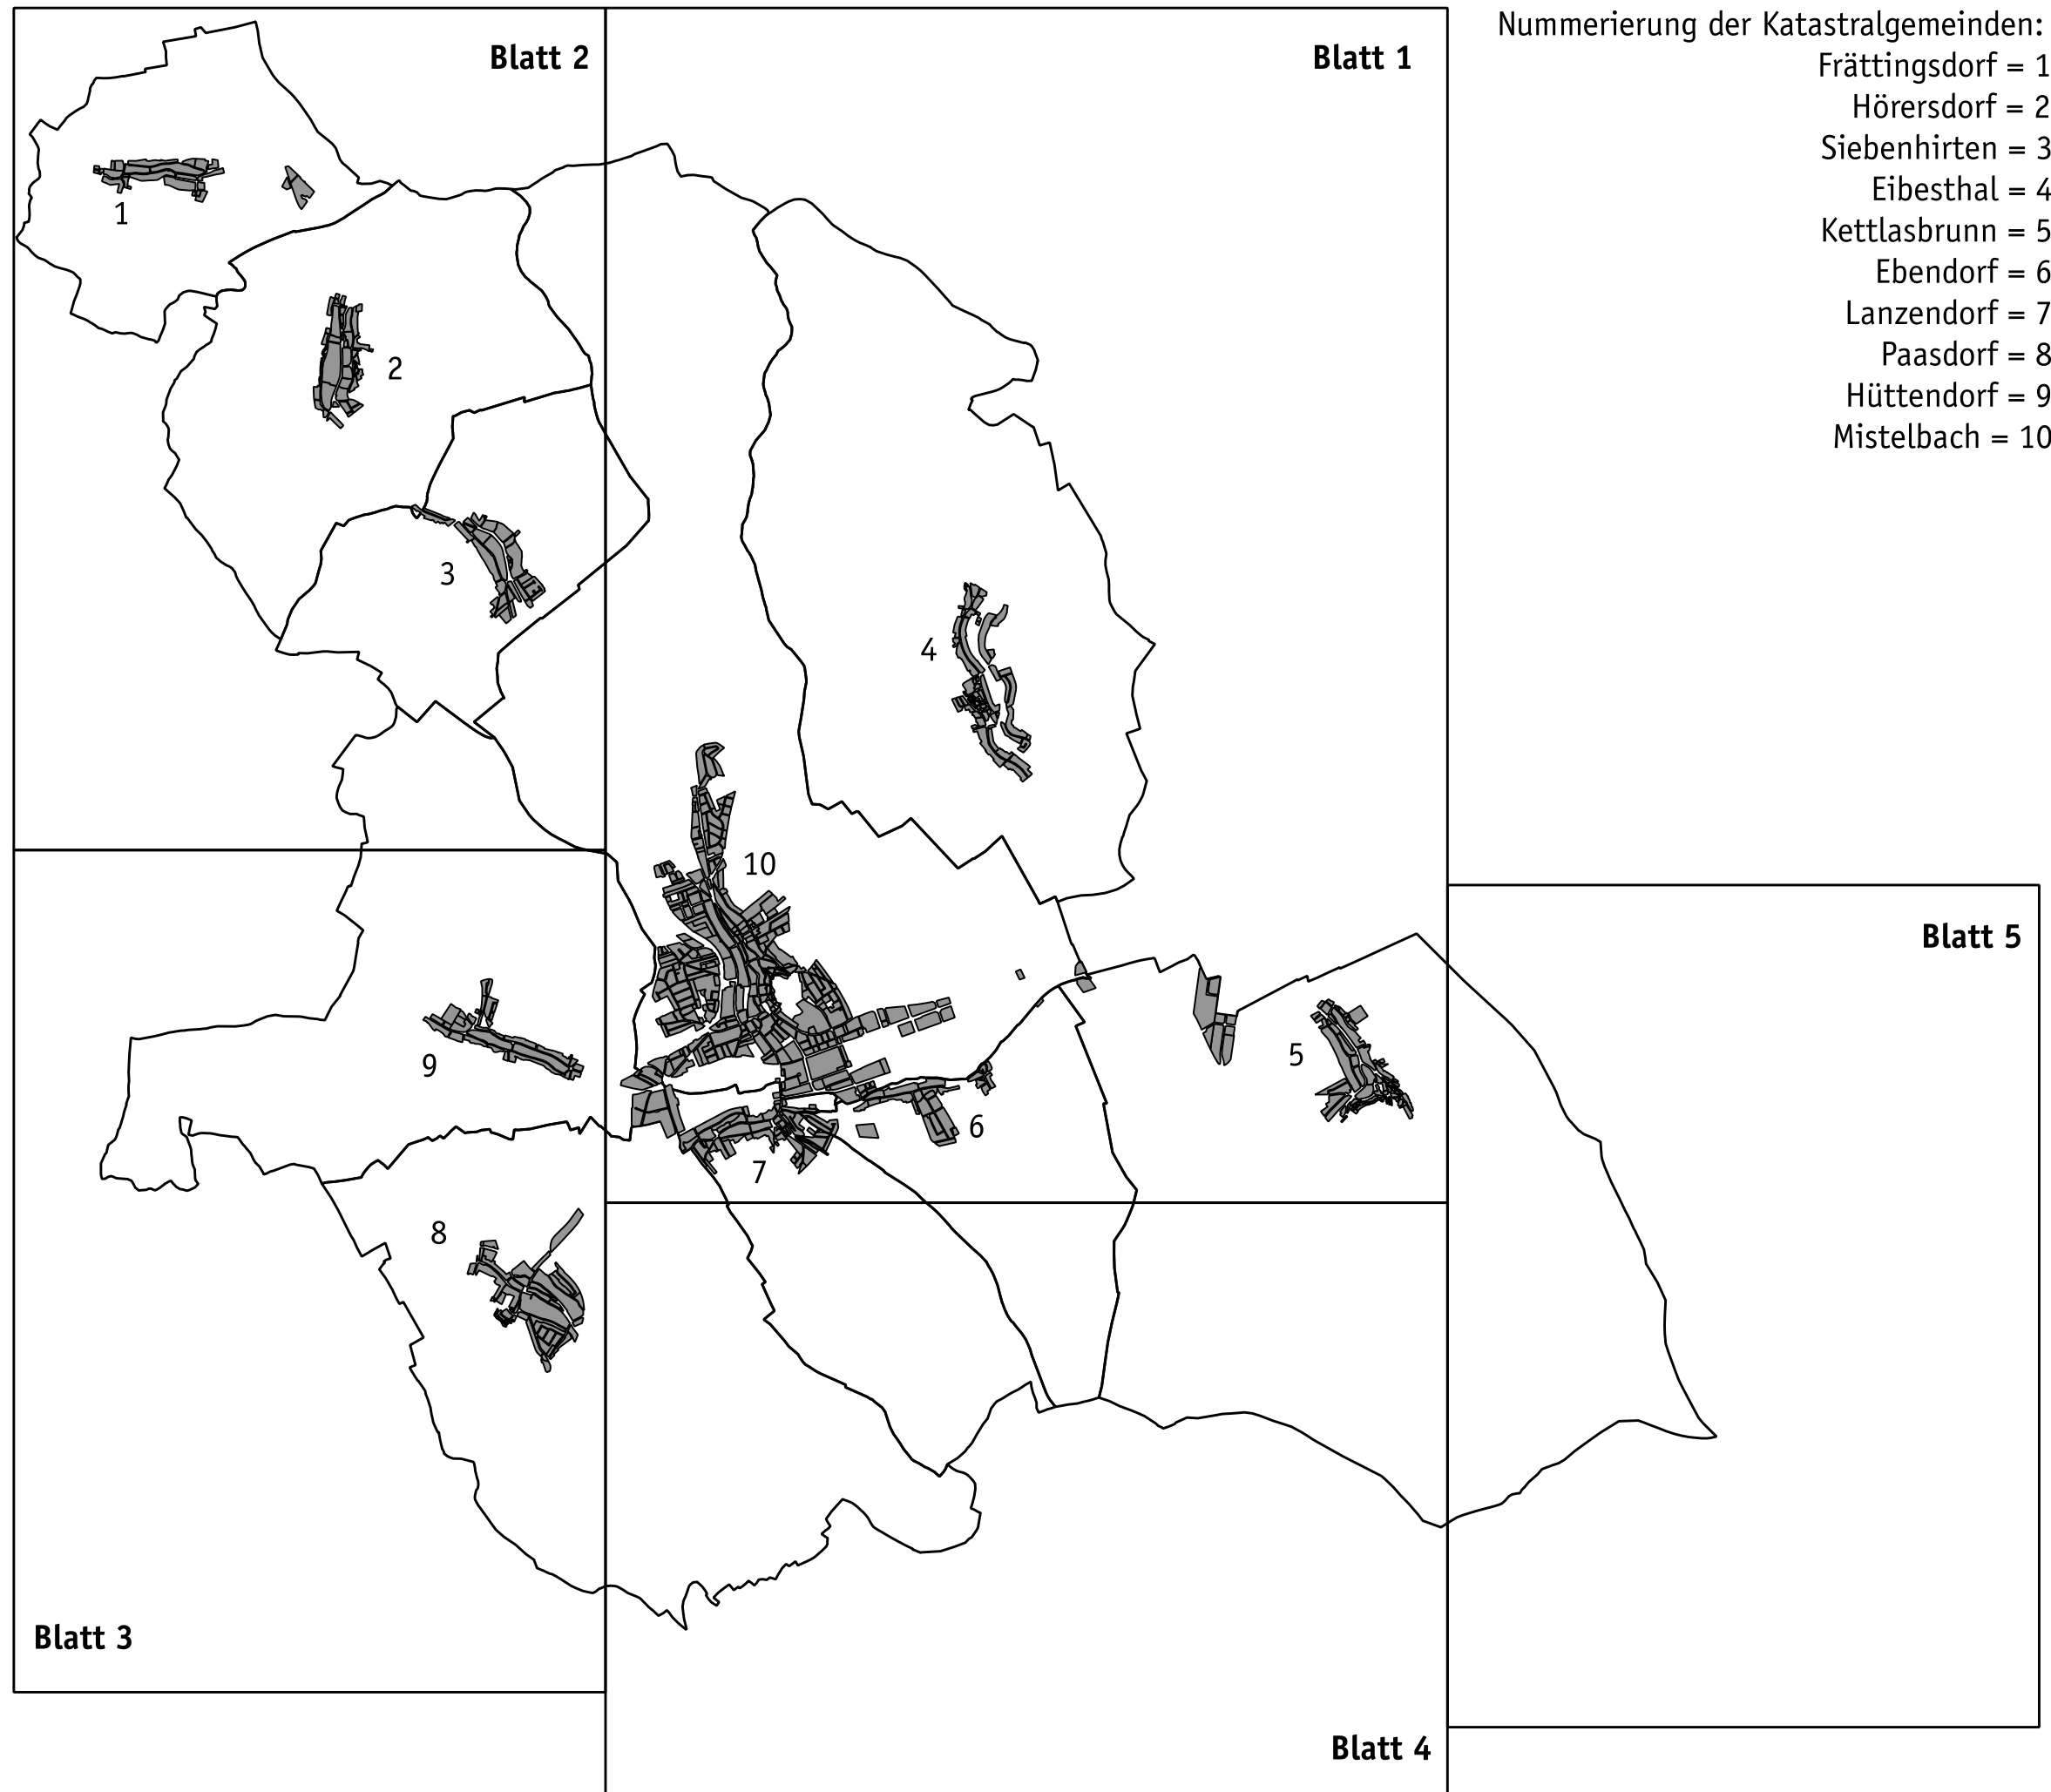 Blatt 2
Blatt 1
Nummerierung der Katastralgemeinden:
Frättingsdorf = 1
Hörersdorf = 2
Siebenhirten = 3
Eibesthal = 4
Kettlasbrunn = 5
Ebendorf = 6
Lanzendorf = 7
Paasdorf = 8
Hüttendorf = 9
Mistelbach = 10
1
2
3
4
10
Blatt 5
5
9
6
7
8
Blatt 3
Blatt 4